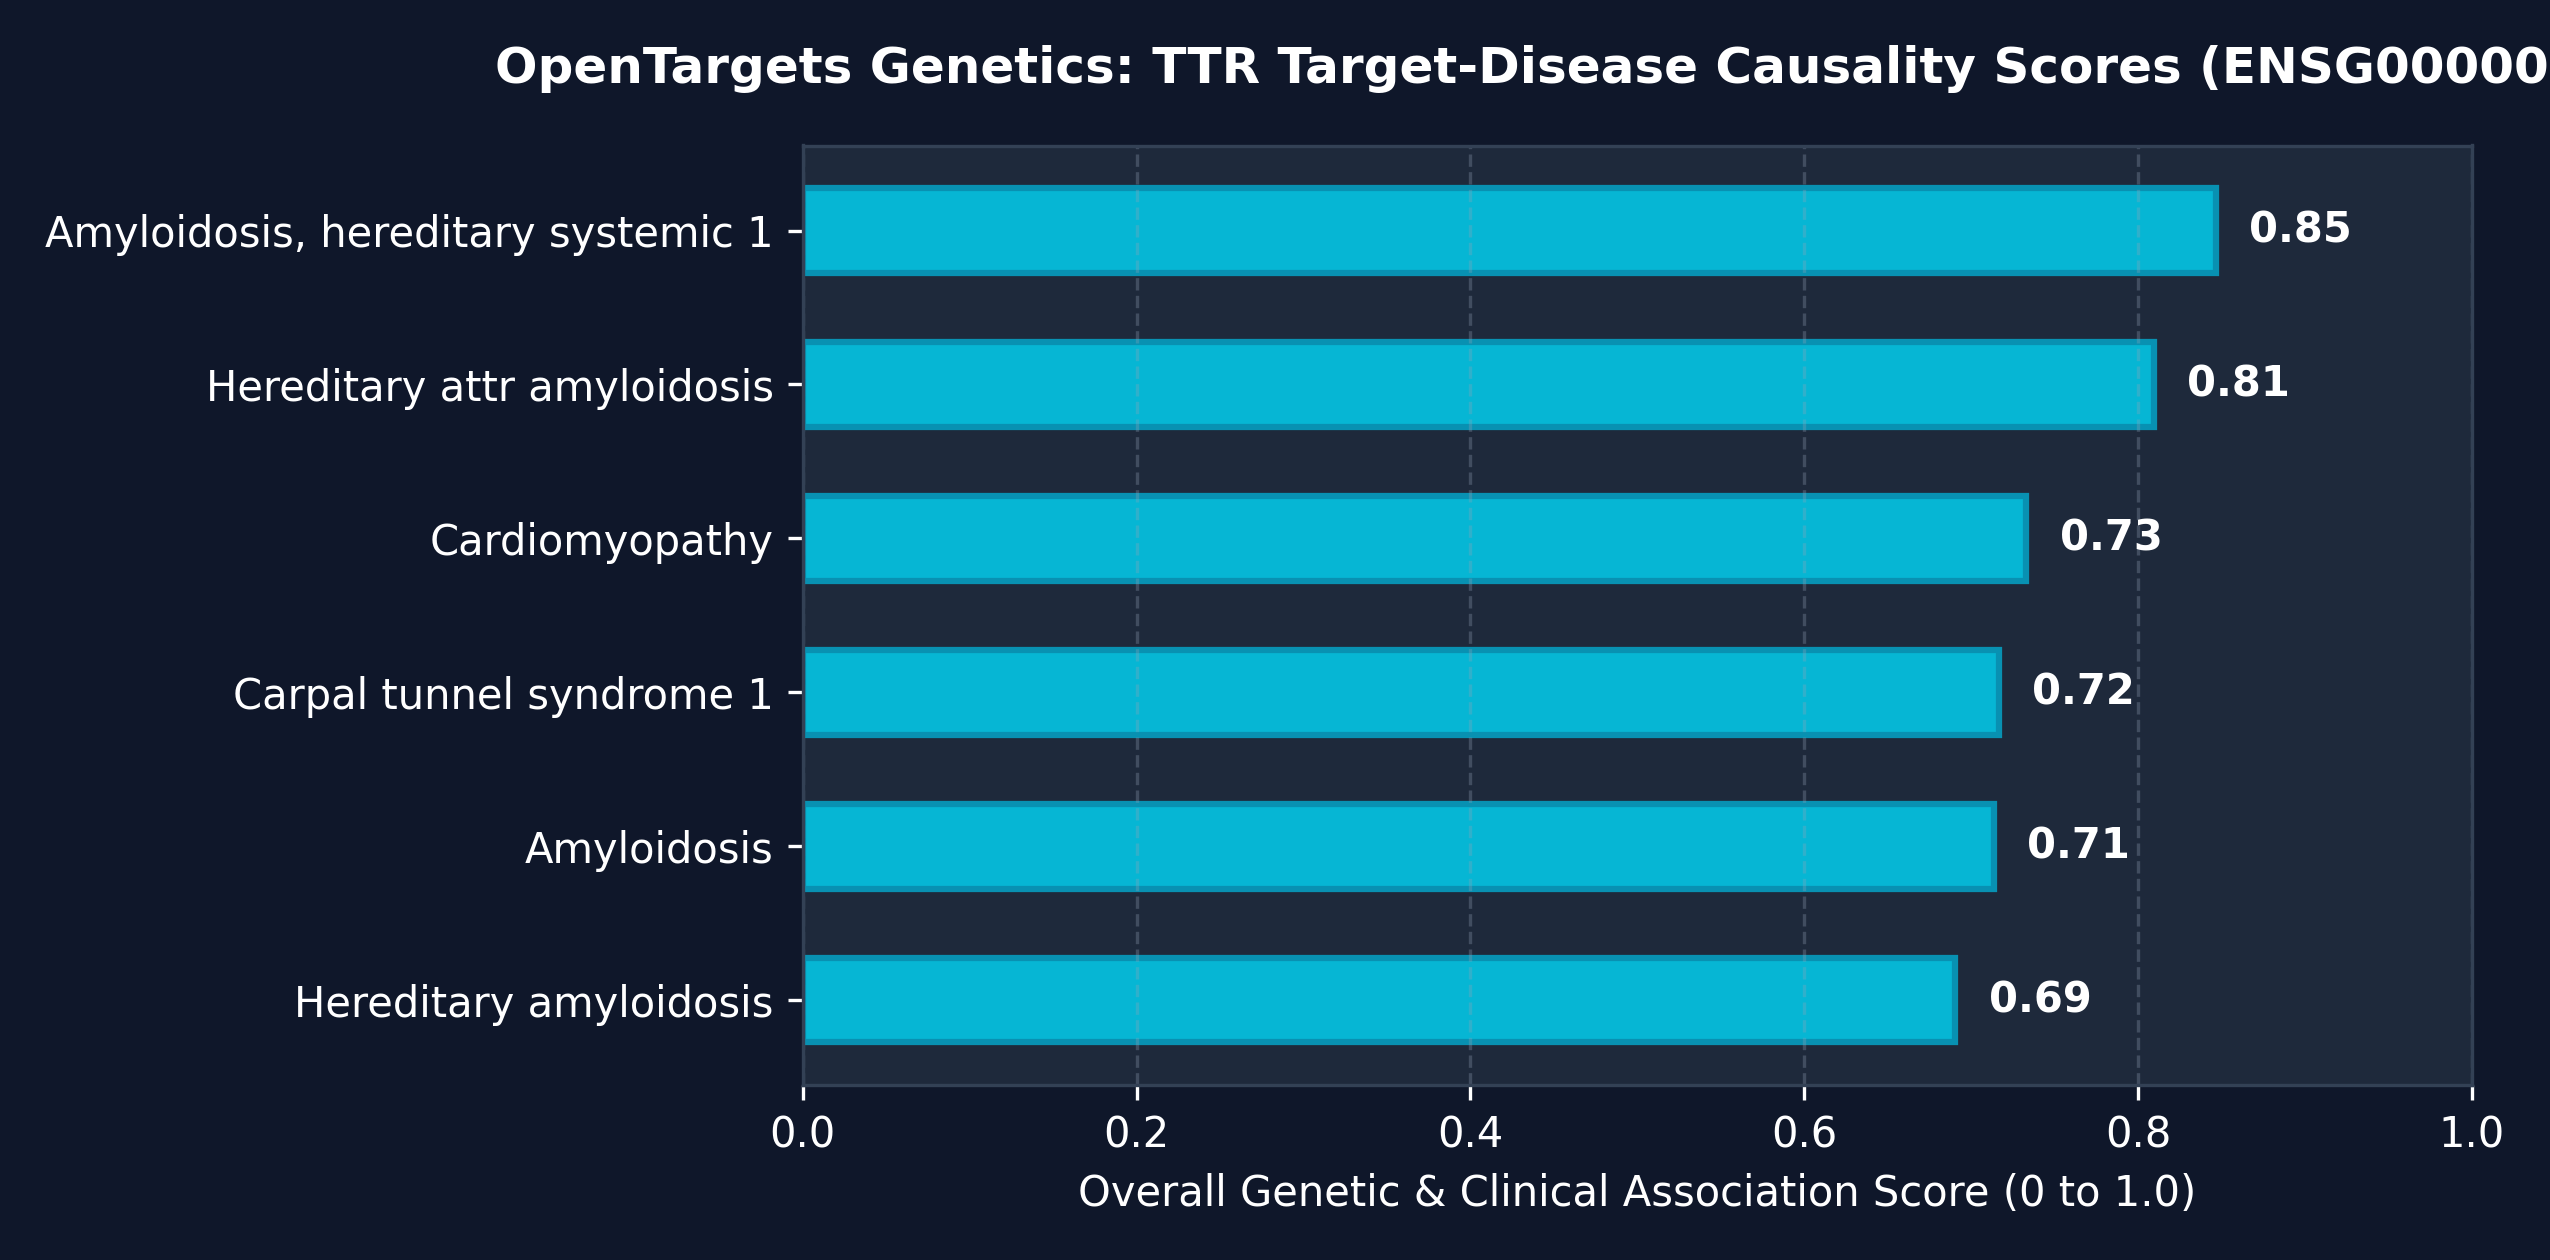 OpenTargets Genetics: TTR Target-Disease Causality Scores (ENSG00000
Amyloidosis, hereditary systemic 1
0.85
Hereditary attr amyloidosis
0.81
Cardiomyopathy
0.73
Carpal tunnel syndrome 1
0.72
Amyloidosis
0.71
Hereditary amyloidosis
0.69
0.0 0.2 0.4 0.6 0.8 1.0
Overall Genetic & Clinical Association Score (0 to 1.0)